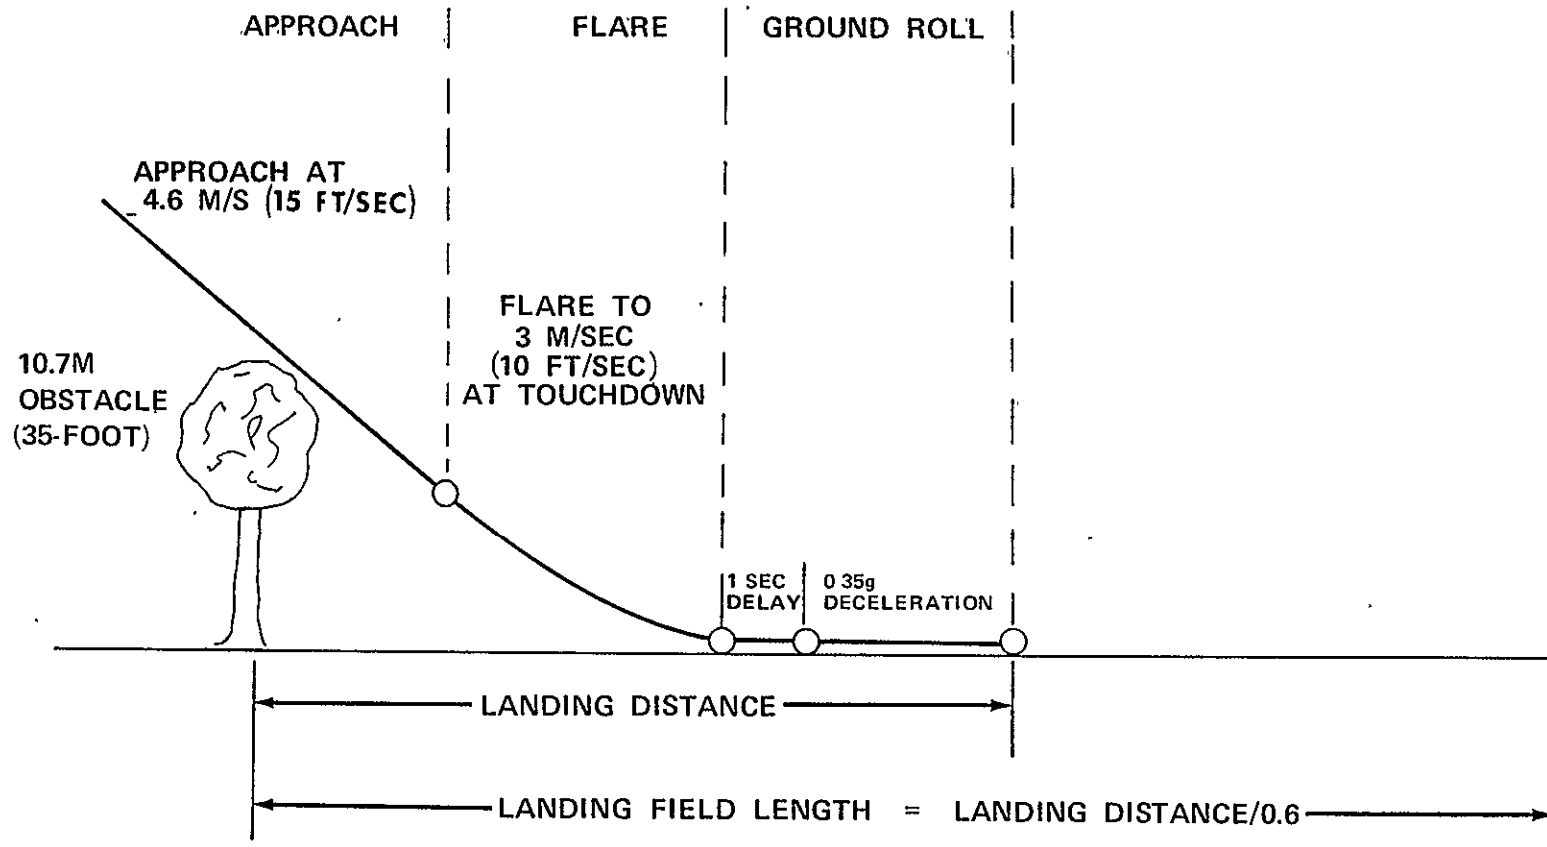 APPROACH
FLARE
GROUND ROLL
APPROACH AT
4.6 M/S (15 FT/SEC)
FLARE TO
3 M/SEC
(10 FT/SEC)
AT TOUCHDOWN
10.7M
OBSTACLE
(35-FOOT)
1 SEC
DELAY
0 35g
DECELERATION
LANDING DISTANCE
LANDING FIELD LENGTH = LANDING DISTANCE/0.6